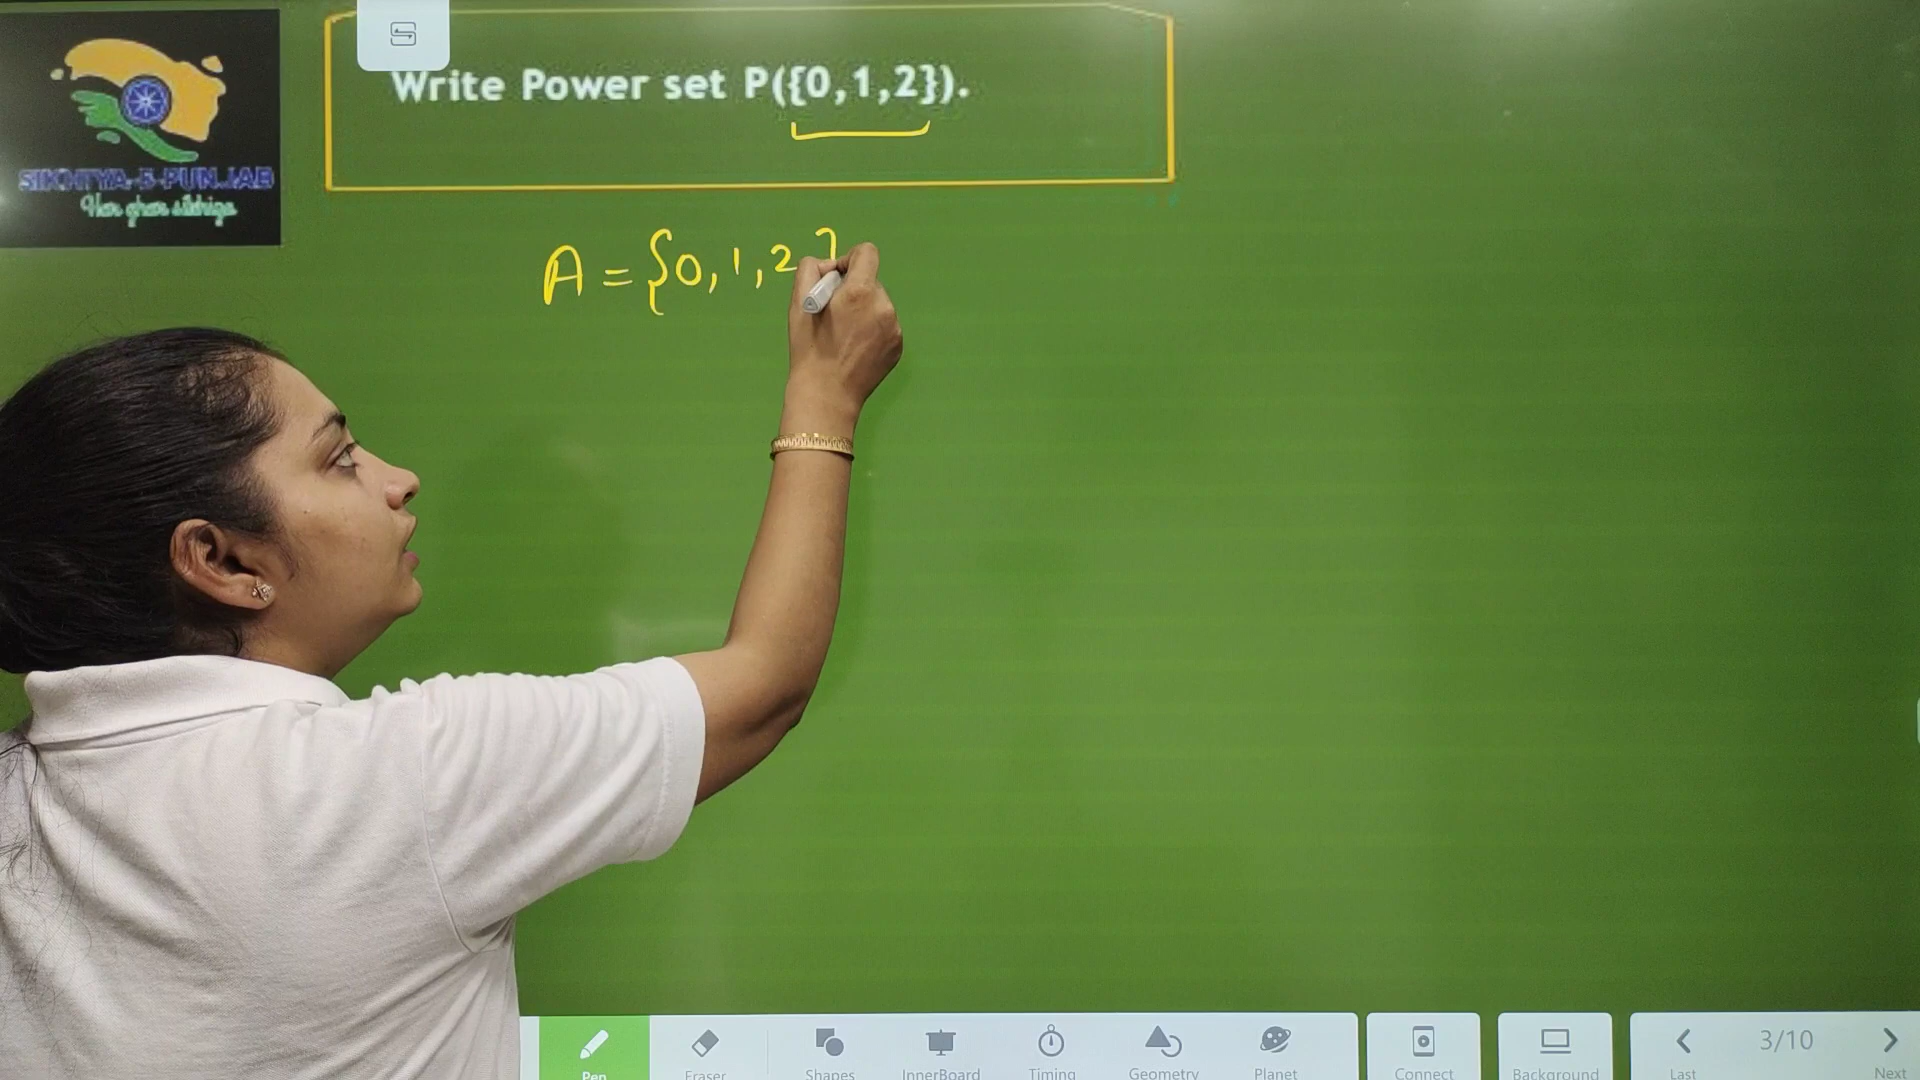 SIKHIYA-E-PUNJAB
Har ghar sikhiya
Write Power set P({0,1,2}).
A = {0, 1, 2}
Pen
Eraser
Shapes
InnerBoard
Timing
Geometry
Planet
Connect
Background
Last
3/10
Next